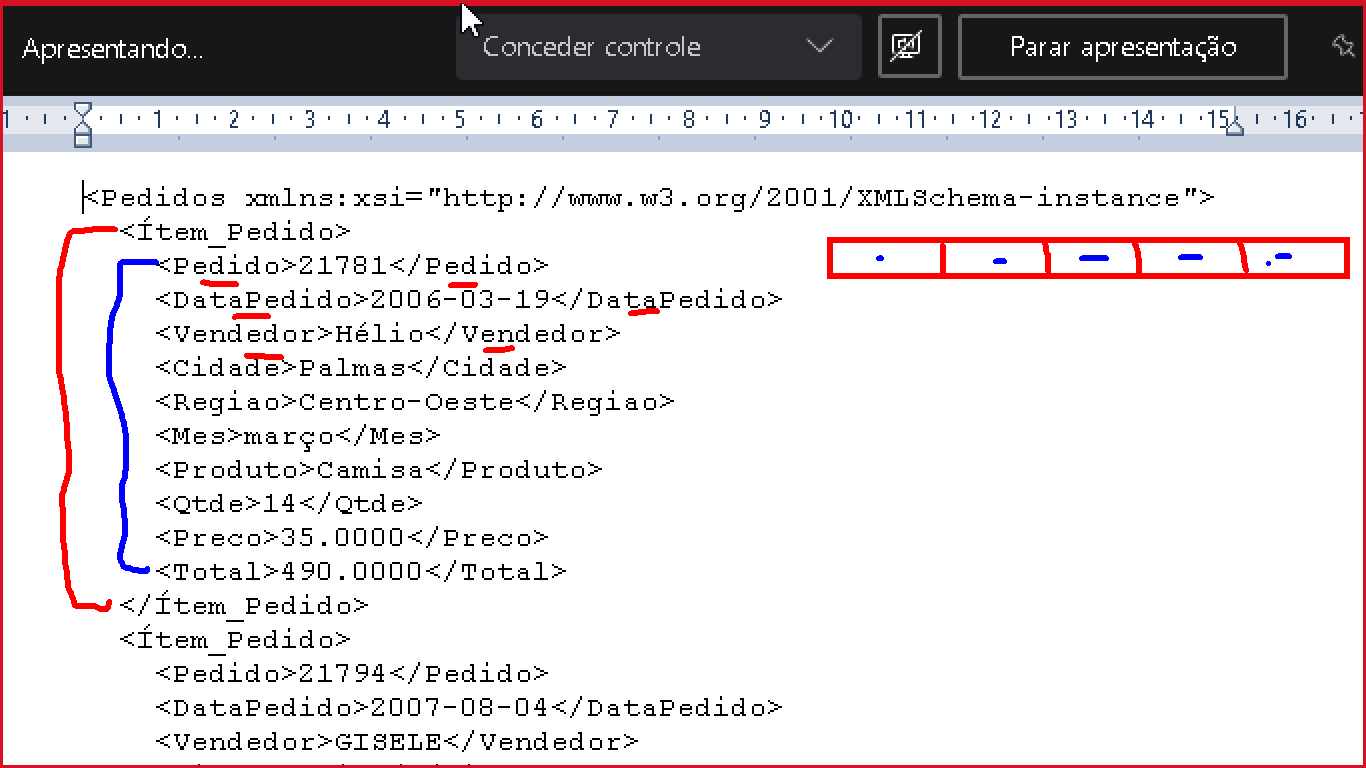 Apresentando...
Conceder controle
Parar apresentação
1 1 2 3 4 5 6 7 8 9 10 11 12 13 14 15 16
<Pedidos xmlns:xsi="http://www.w3.org/2001/XMLSchema-instance">
<Ítem_Pedido>
<Pedido>21781</Pedido>
<DataPedido>2006-03-19</DataPedido>
<Vendedor>Hélio</Vendedor>
<Cidade>Palmas</Cidade>
<Regiao>Centro-Oeste</Regiao>
<Mes>março</Mes>
<Produto>Camisa</Produto>
<Qtde>14</Qtde>
<Preco>35.0000</Preco>
<Total>490.0000</Total>
</Ítem_Pedido>
<Ítem_Pedido>
<Pedido>21794</Pedido>
<DataPedido>2007-08-04</DataPedido>
<Vendedor>GISELE</Vendedor>